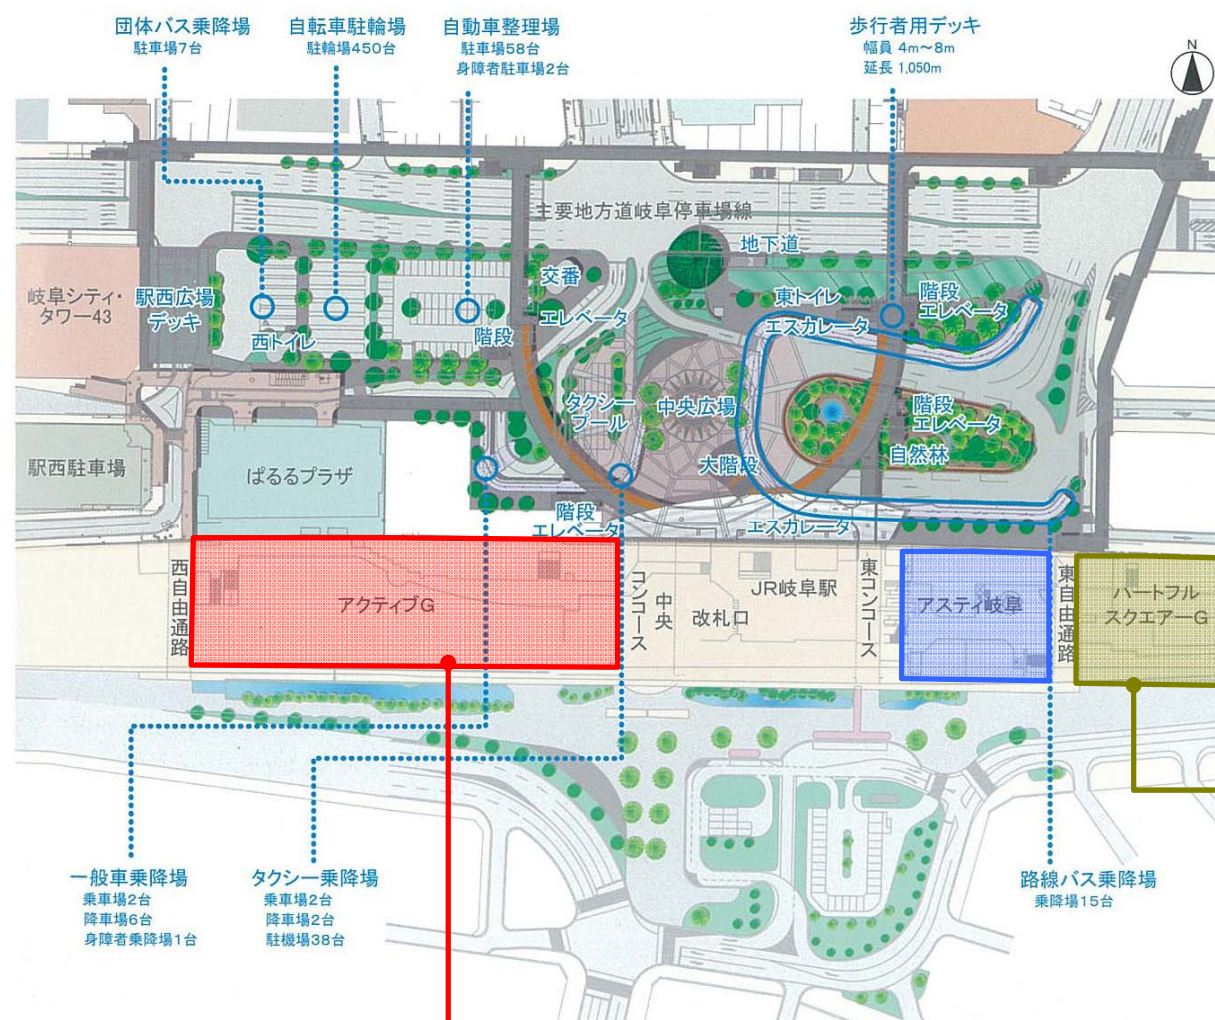 団体バス乗降場
駐車場7台
自転車駐輪場
駐輪場450台
自動車整理場
駐車場58台
身障者駐車場2台
歩行者用デッキ
幅員 4m～8m
延長 1,050m
N
主要地方道岐阜停車場線
地下道
交番
岐阜シティ・
タワー43
駅西広場
デッキ
西トイレ
エレベータ
階段
東トイレ
エスカレータ
階段
エレベータ
タクシー
プール
中央広場
階段
エレベータ
自然林
大階段
駅西駐車場
ぱるるプラザ
階段
エレベータ
エスカレータ
西自由通路
アクティブG
中央
コンコース
改札口
JR岐阜駅
東コンコース
アスティ岐阜
東自由通路
ハートフル
スクエアーG
一般車乗降場
乗車場2台
降車場6台
身障者乗降場1台
タクシー乗降場
乗車場2台
降車場2台
駐機場38台
路線バス乗降場
乗降場15台